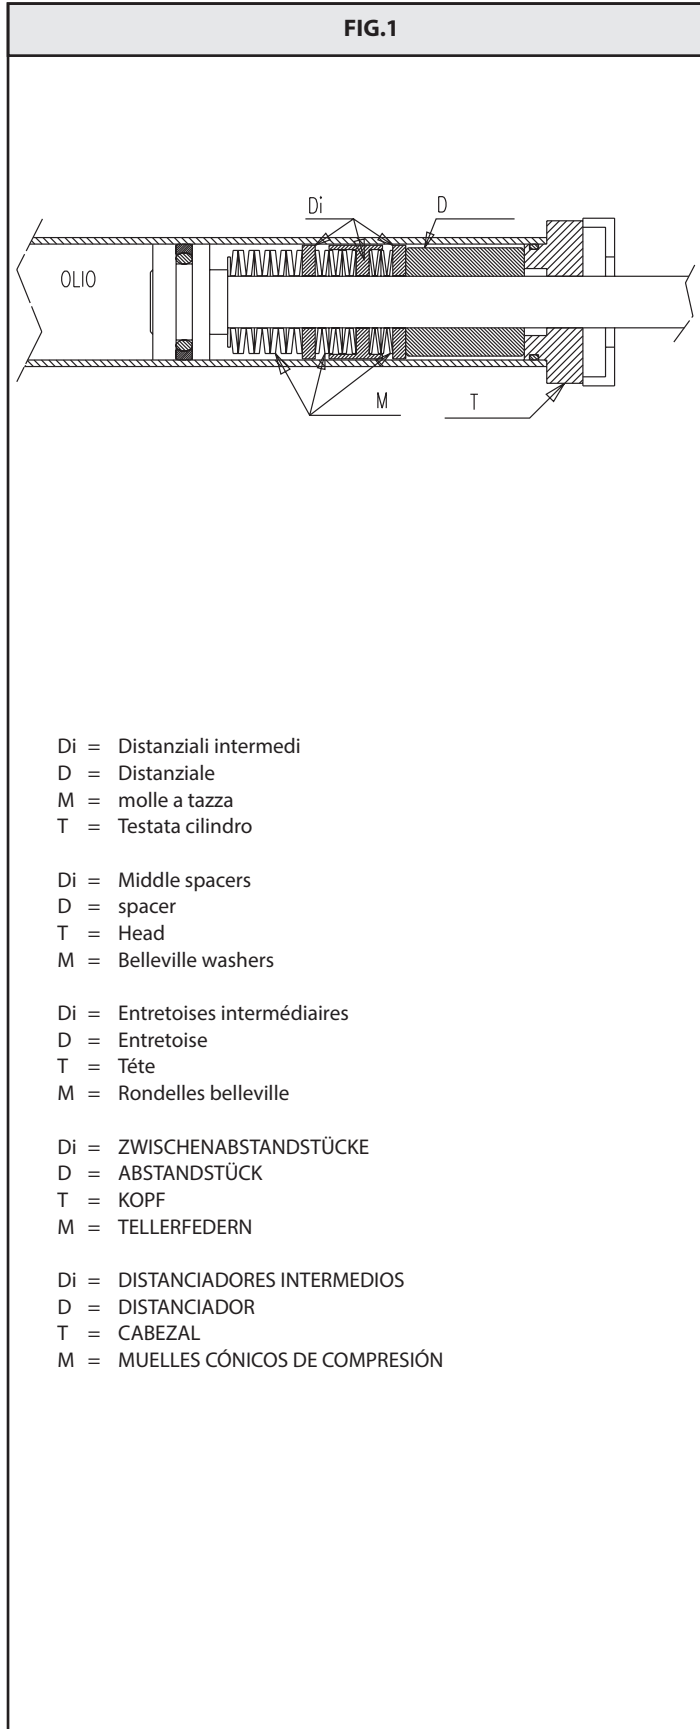 FIG.1
Di
D
OLIO
M
T
Di = Distanziali intermedi
D = Distanziale
M = molle a tazza
T = Testata cilindro
Di = Middle spacers
D = spacer
T = Head
M = Belleville washers
Di = Entretoises intermédiaires
D = Entretoise
T = Téte
M = Rondelles belleville
Di = ZWISCHENABSTANDSTÜCKE
D = ABSTANDSTÜCK
T = KOPF
M = TELLERFEDERN
Di = DISTANCIADORES INTERMEDIOS
D = DISTANCIADOR
T = CABEZAL
M = MUELLES CÓNICOS DE COMPRESIÓN